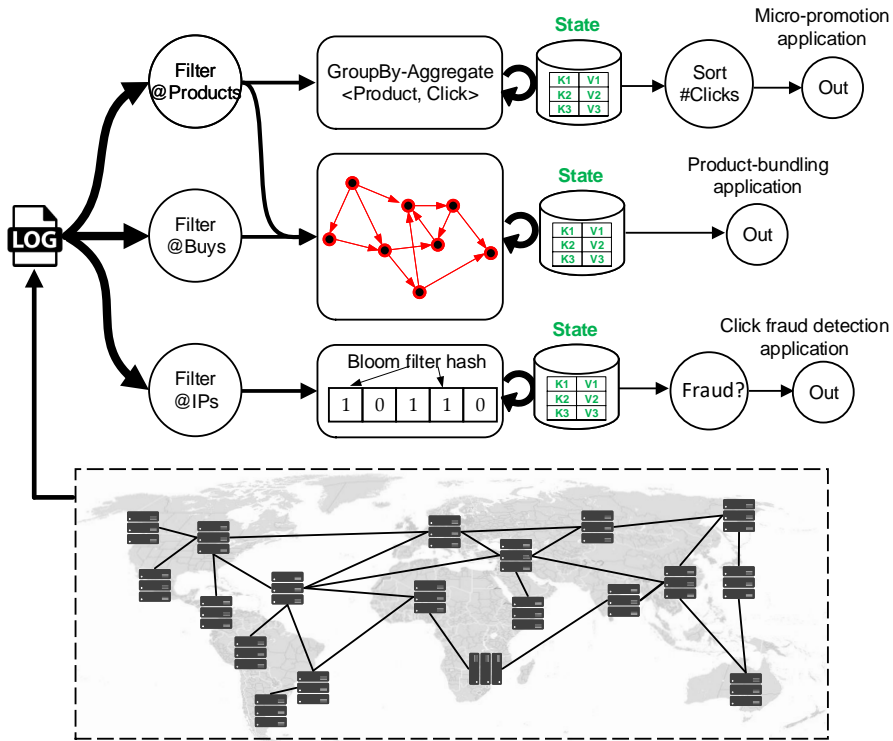 Micro-promotion
application
State
Filter
@Products
GroupBy-Aggregate
<Product, Click>
K1 V1
K2 V2
K3 V3
Sort
#Clicks
Out
Product-bundling
application
State
LOG
Filter
@Buys
K1 V1
K2 V2
K3 V3
Out
Click fraud detection
application
State
Filter
@IPs
Bloom filter hash
1 0 1 1 0
K1 V1
K2 V2
K3 V3
Fraud?
Out